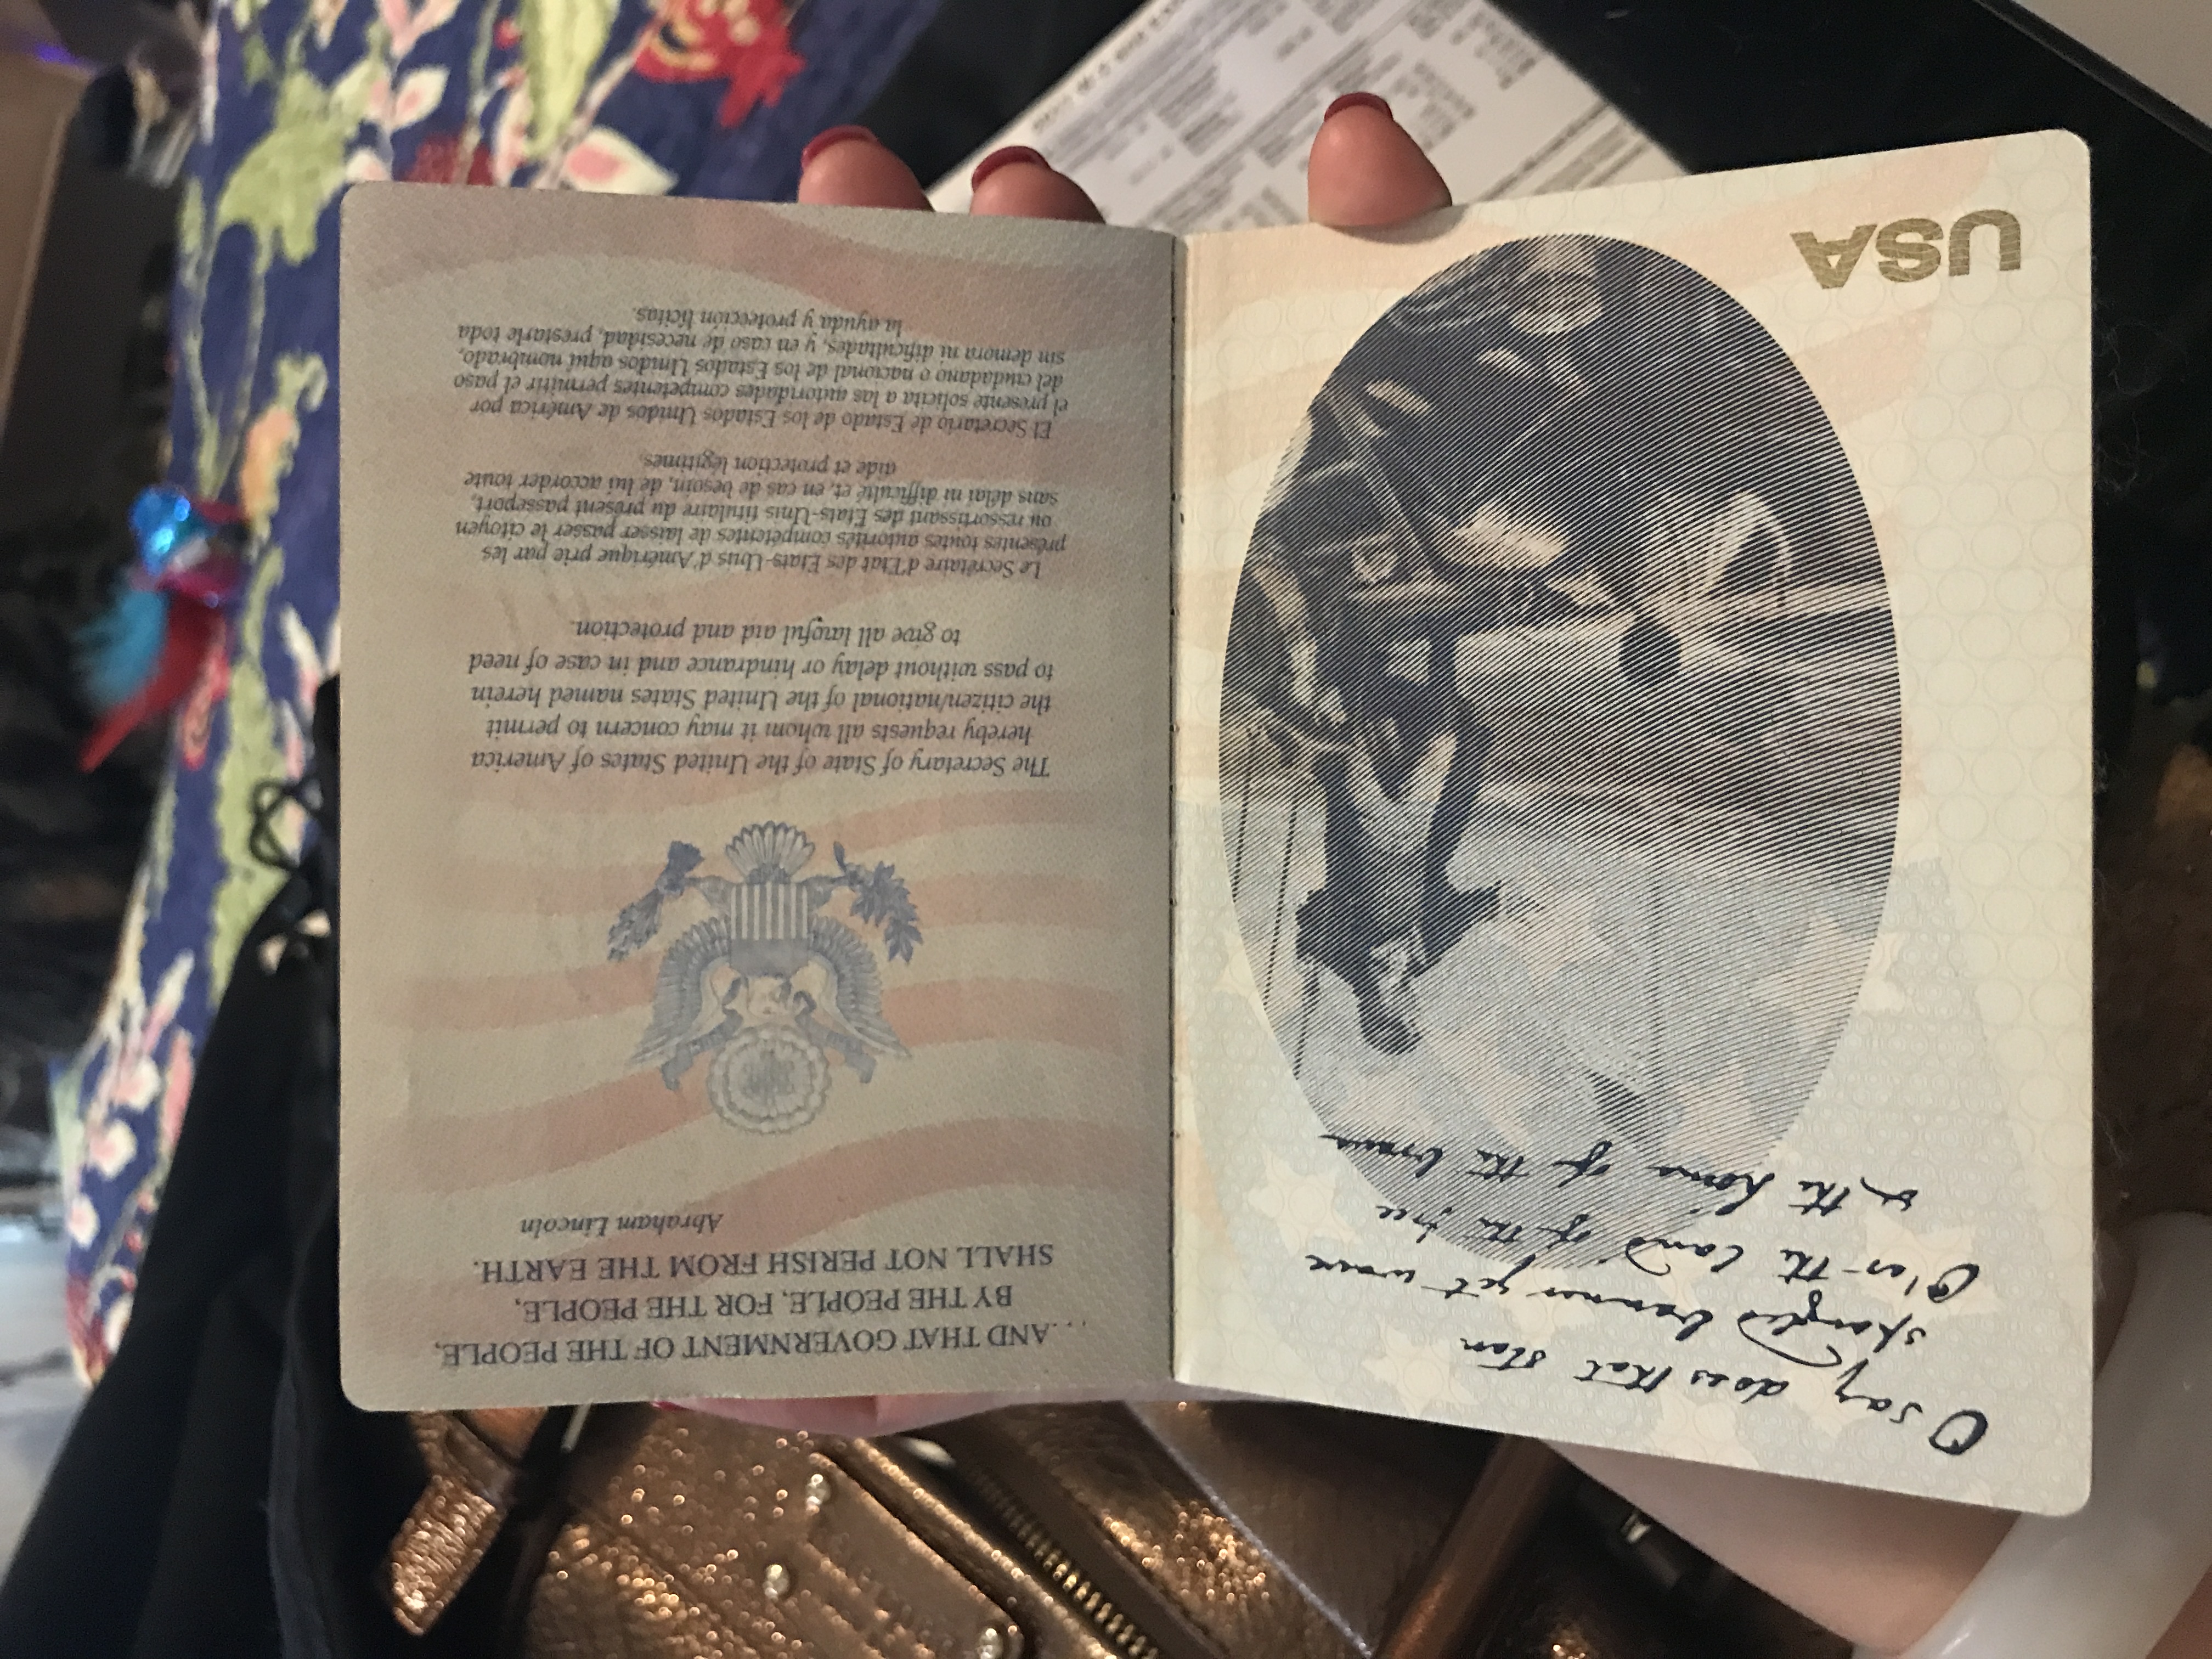 O say does that star
spangled banner yet wave
O'er the land of the free
and the home of the brave
USA
...AND THAT GOVERNMENT OF THE PEOPLE,
BY THE PEOPLE, FOR THE PEOPLE,
SHALL NOT PERISH FROM THE EARTH.
Abraham Lincoln
The Secretary of State of the United States of America
hereby requests all whom it may concern to permit
the citizen/national of the United States named herein
to pass without delay or hindrance and in case of need
to give all lawful aid and protection.
Le Secrétaire d'Etat des Etats-Unis d'Amérique prie par les
présentes toutes autorités compétentes de laisser passer le citoyen
ou ressortissant des Etats-Unis titulaire du présent passeport,
sans délai ni difficulté et, en cas de besoin, de lui accorder toute
aide et protection légitimes.
El Secretario de Estado de los Estados Unidos de América por
el presente solicita a las autoridades competentes permitir el paso
del ciudadano o nacional de los Estados Unidos aquí nombrado,
sin demora ni dificultades, y en caso de necesidad, prestarle toda
la ayuda y protección lícitas.